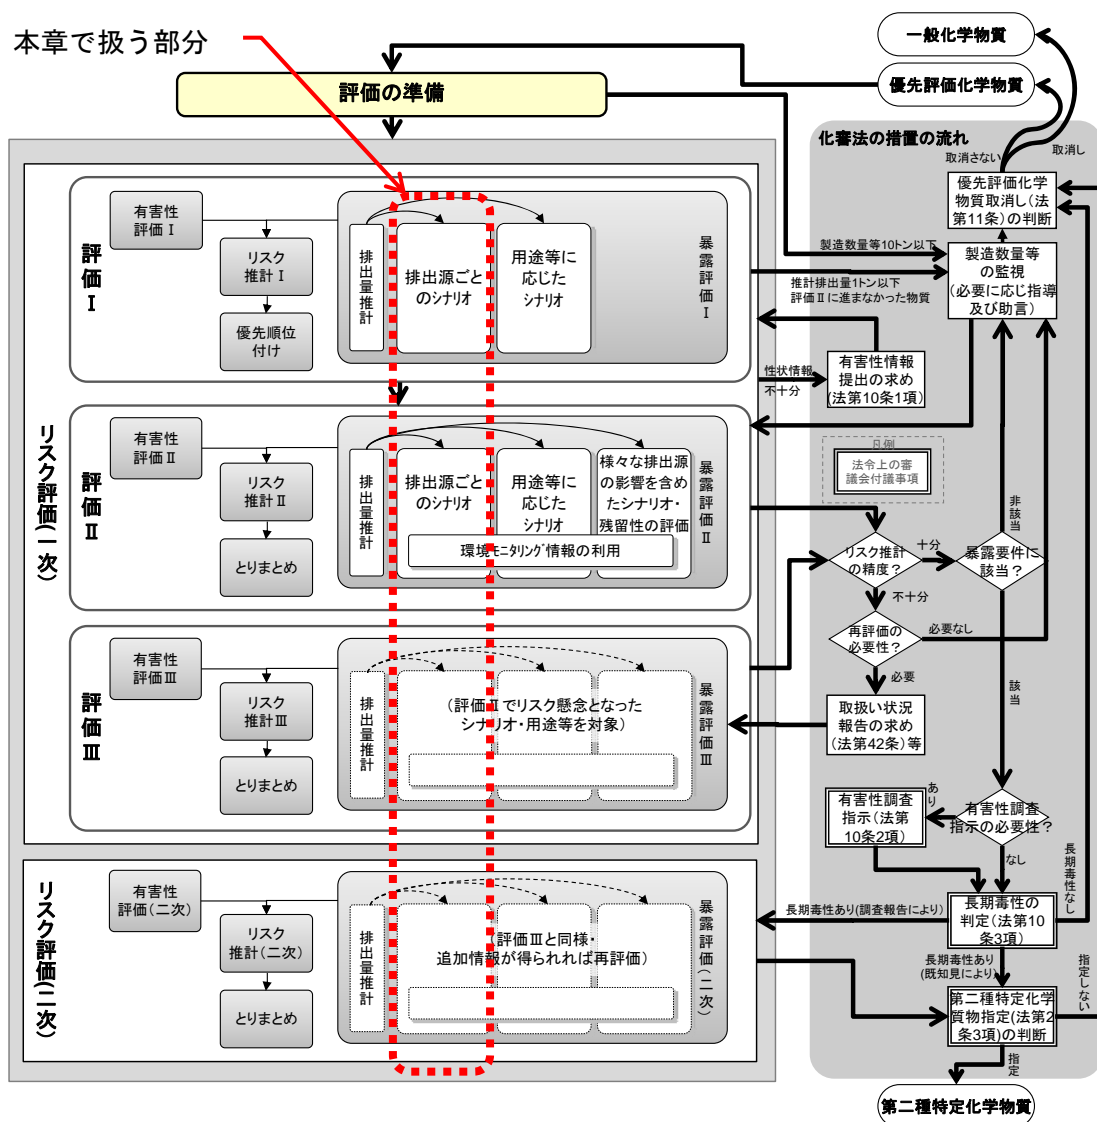 本章で扱う部分
一般化学物質
優先評価化学物質
評価の準備
化審法の措置の流れ
取消さない
取消し
優先評価化学
物質取消し(法
第11条)の判断
製造数量等10トン以下
製造数量等
の監視
(必要に応じ指導
及び助言)
推計排出量1トン以下
評価Ⅱに進まなかった物質
リスク評価(一次)
評価Ⅰ
有害性
評価Ⅰ
リスク
推計Ⅰ
優先順位
付け
排出量推計
排出源ごと
のシナリオ
用途等に
応じた
シナリオ
暴露評価Ⅰ
性状情報
不十分
有害性情報
提出の求め
(法第10条1項)
凡例
法令上の審
議会付議事項
評価Ⅱ
有害性
評価Ⅱ
リスク
推計Ⅱ
とりまとめ
排出量推計
排出源ごと
のシナリオ
用途等に
応じた
シナリオ
様々な排出源
の影響を含め
たシナリオ・
残留性の評価
環境モニタリング情報の利用
暴露評価Ⅱ
リスク推計
の精度？
十分
暴露要件に
該当？
非該当
不十分
再評価の
必要性？
必要なし
必要
該当
取扱い状況
報告の求め
(法第42条)等
評価Ⅲ
有害性
評価Ⅲ
リスク
推計Ⅲ
とりまとめ
排出量推計
(評価Ⅱでリスク懸念となった
シナリオ・用途等を対象)
暴露評価Ⅲ
有害性調査
指示(法第
10条2項)
あり
有害性調査
指示の必要性？
なし
長期毒性なし
リスク評価(二次)
有害性
評価(二次)
リスク
推計(二次)
とりまとめ
排出量推計
(評価Ⅲと同様・
追加情報が得られれば再評価)
暴露評価(二次)
長期毒性あり(調査報告により)
長期毒性の
判定(法第10
条3項)
長期毒性あり
(既知見により)
指定しない
第二種特定化学
質物指定(法第2
条3項)の判断
指定
第二種特定化学物質